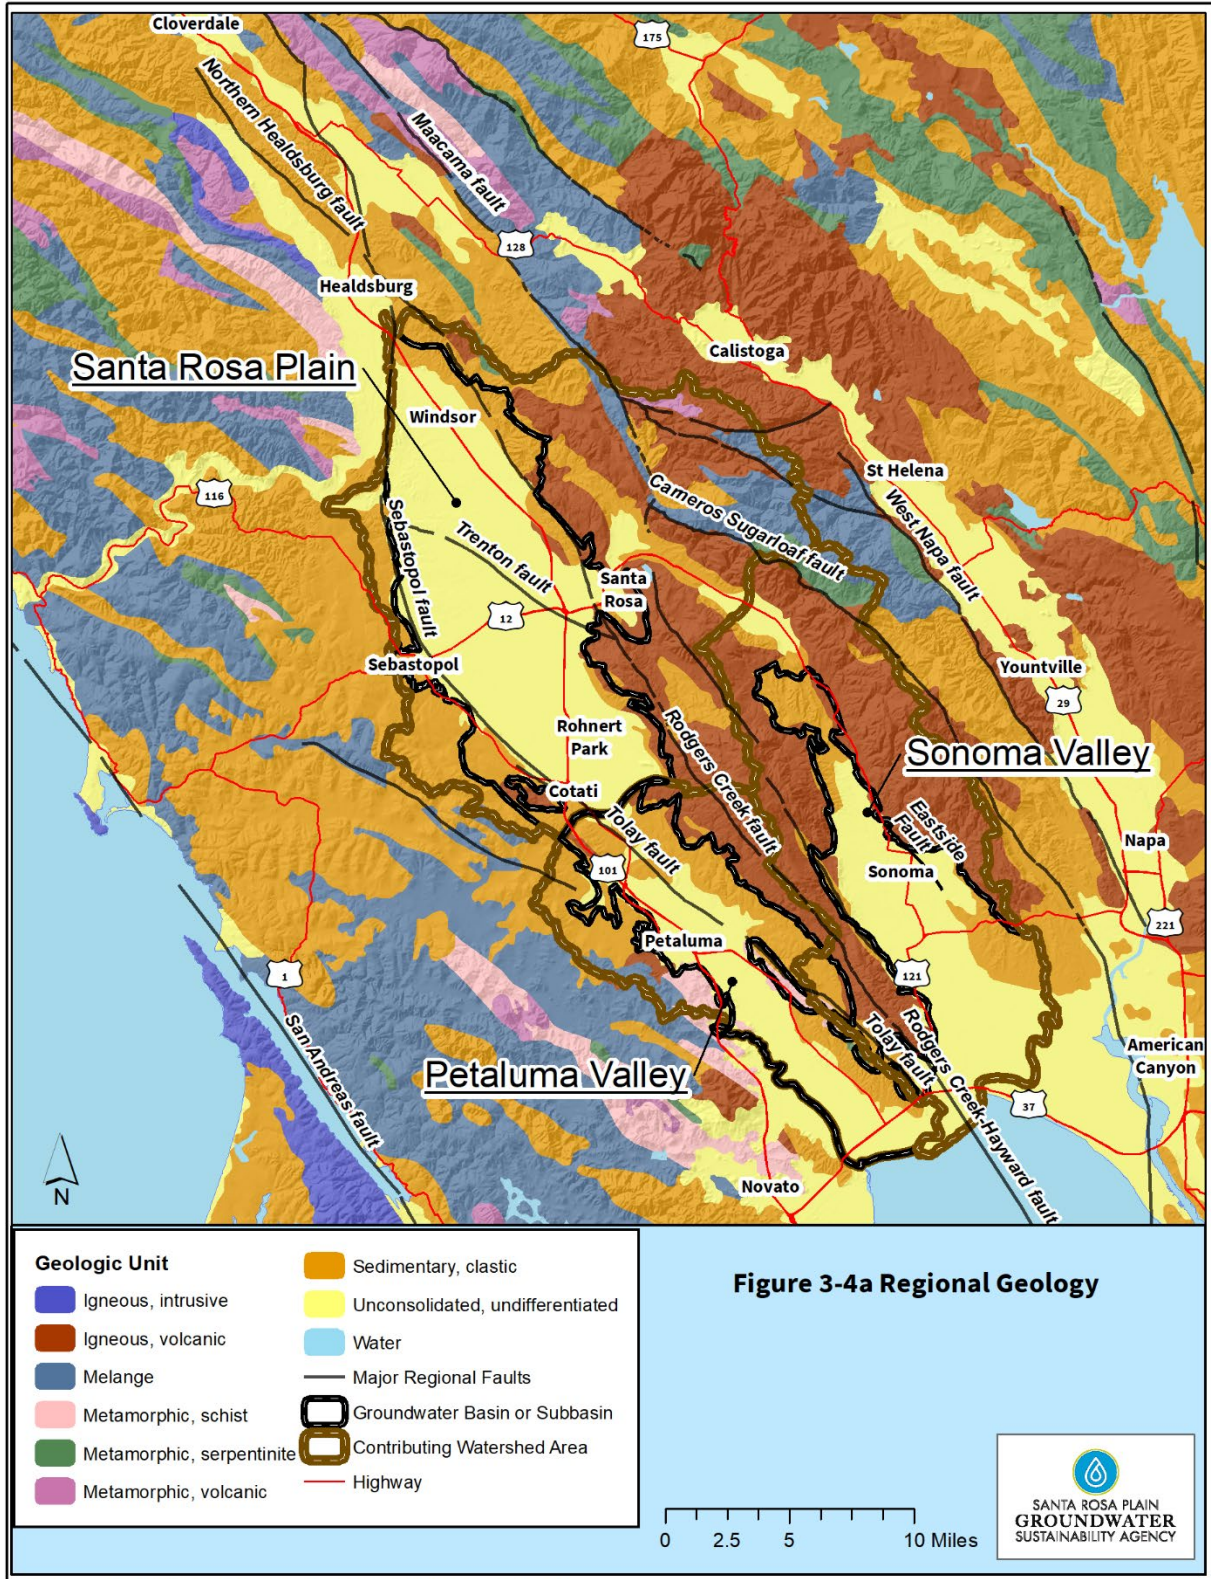 Cloverdale
175
Northern Healdsburg fault
Maacama fault
128
Healdsburg
Santa Rosa Plain
Calistoga
Windsor
St Helena
116
Carneros Sugarloaf fault
West Napa fault
Sebastopol fault
Trenton fault
Santa
Rosa
12
Sebastopol
Yountville
29
Rohnert
Park
Rodgers Creek fault
Sonoma Valley
Cotati
Tolay fault
Eastside
Fault
Napa
101
Sonoma
221
Petaluma
1
121
San Andreas fault
Petaluma Valley
Tolay fault
Rodgers Creek-Hayward fault
American
Canyon
37
N
Novato
Geologic Unit
Igneous, intrusive
Igneous, volcanic
Melange
Metamorphic, schist
Metamorphic, serpentinite
Metamorphic, volcanic
Sedimentary, clastic
Unconsolidated, undifferentiated
Water
Major Regional Faults
Groundwater Basin or Subbasin
Contributing Watershed Area
Highway
Figure 3-4a Regional Geology
0 2.5 5 10 Miles
SANTA ROSA PLAIN
GROUNDWATER
SUSTAINABILITY AGENCY